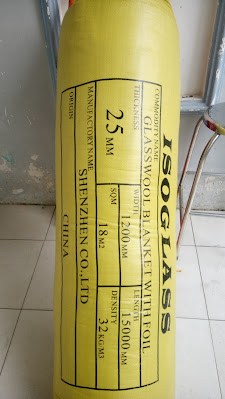 ISOGLASS
COMMODITY NAME
GLASSWOOL BLANKET WITH FOIL
THICKNESS
25 MM
WIDTH
1200 MM
LENGTH
15000 MM
SQM
18 M2
DENSITY
32 KG/M3
MANUFACTORY NAME
SHENZHEN CO.,LTD
ORIGIN
CHINA